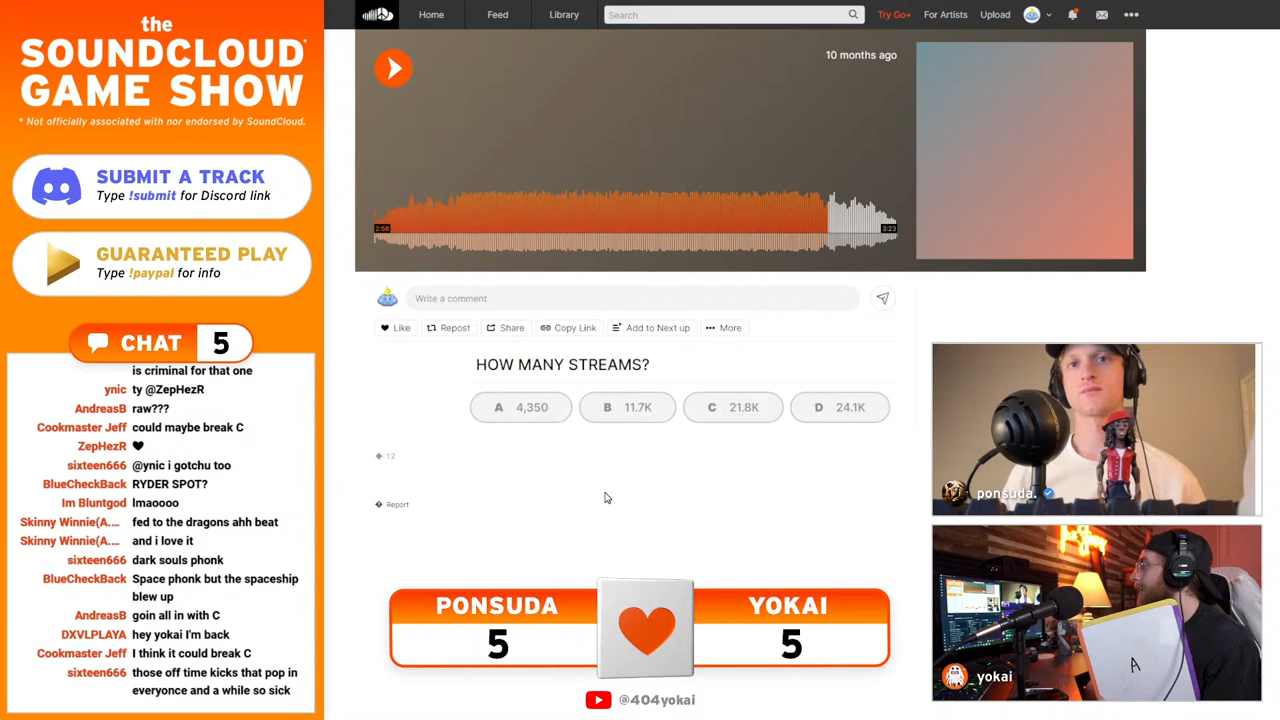 the
SOUNDCLOUD
GAME SHOW
* Not officially associated with nor endorsed by SoundCloud.
SUBMIT A TRACK
Type !submit for Discord link
GUARANTEED PLAY
Type !paypal for info
CHAT 5
is criminal for that one
ynic ty @ZepHezR
AndreasB raw???
Cookmaster Jeff could maybe break C
ZepHezR
sixteen666 @ynic i gotchu too
BlueCheckBack RYDER SPOT?
Im Bluntgod lmaoooo
Skinny Winnie(A.... fed to the dragons ahh beat
Skinny Winnie(A.... and i love it
sixteen666 dark souls phonk
BlueCheckBack Space phonk but the spaceship
blew up
AndreasB goin all in with C
DXVLPLAYA hey yokai I'm back
Cookmaster Jeff I think it could break C
sixteen666 those off time kicks that pop in
everyonce and a while so sick
Home Feed Library Search Try Go+ For Artists Upload
10 months ago
2:56 3:23
Write a comment
Like Repost Share Copy Link Add to Next up More
HOW MANY STREAMS?
A 4,350 B 11.7K C 21.8K D 24.1K
12
Report
ponsuda.
A
yokai
PONSUDA YOKAI
5 5
@404yokai